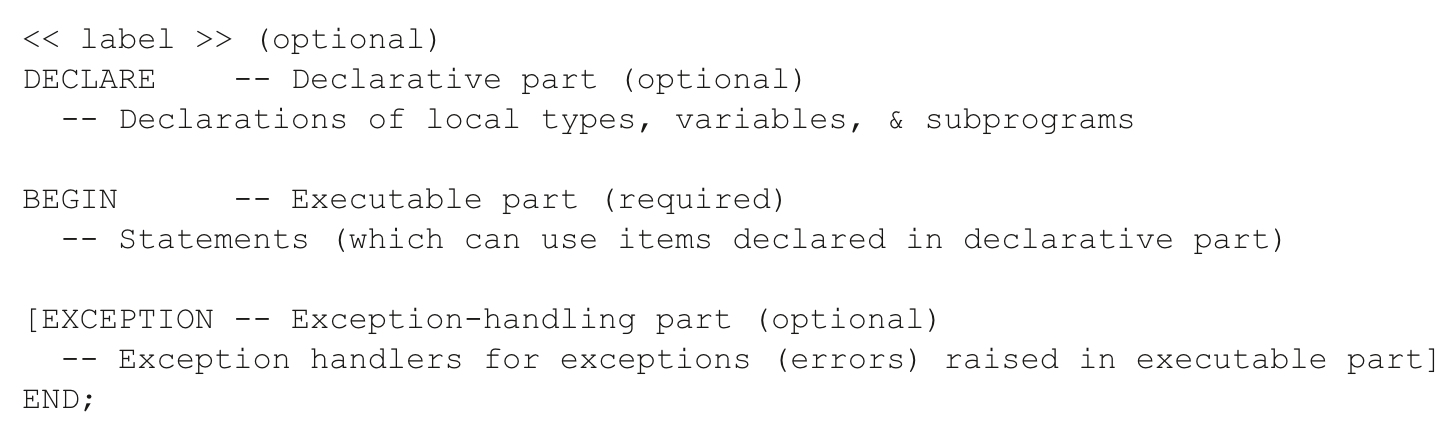 << label >> (optional)
DECLARE    -- Declarative part (optional)
  -- Declarations of local types, variables, & subprograms

BEGIN      -- Executable part (required)
  -- Statements (which can use items declared in declarative part)

[EXCEPTION -- Exception-handling part (optional)
  -- Exception handlers for exceptions (errors) raised in executable part]
END;